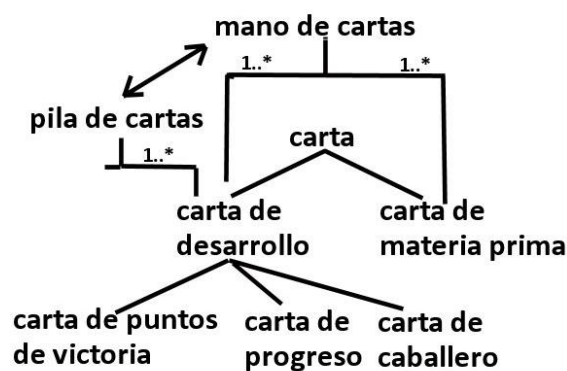 mano de cartas
1..*
1..*
pila de cartas
carta
1..*
carta de
desarrollo
carta de
materia prima
carta de puntos
de victoria
carta de
progreso
carta de
caballero